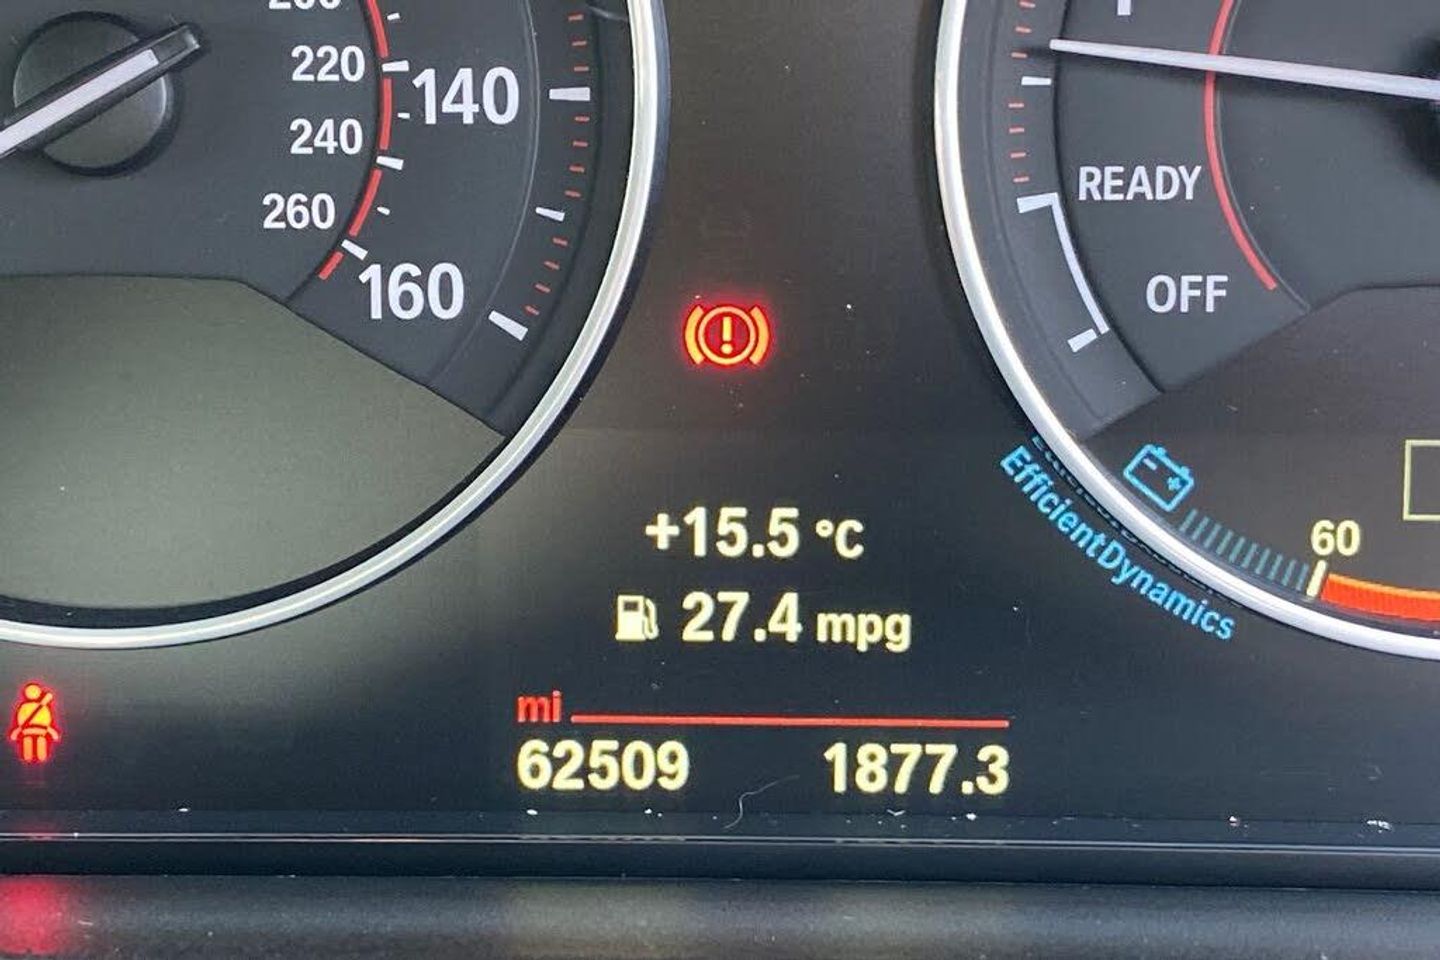 220
140
240
260
160
READY
OFF
EfficientDynamics
60
+15.5 °C
27.4 mpg
mi
62509 1877.3